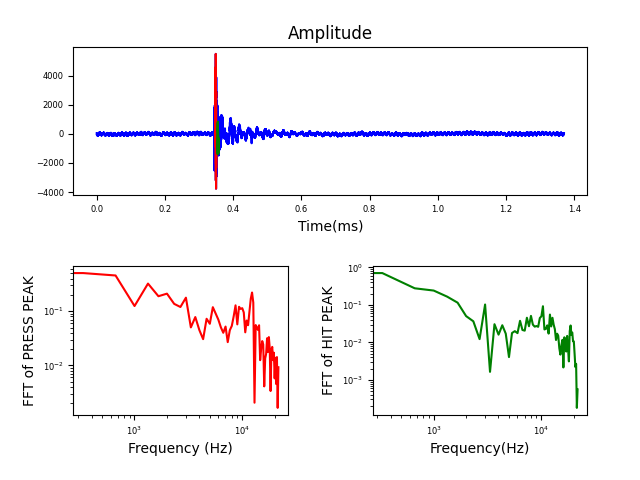 Amplitude
4000
2000
0
−2000
−4000
0.0 0.2 0.4 0.6 0.8 1.0 1.2 1.4
Time(ms)
FFT of PRESS PEAK
10⁻¹
10⁻²
10³ 10⁴
Frequency (Hz)
FFT of HIT PEAK
10⁰
10⁻¹
10⁻²
10⁻³
10³ 10⁴
Frequency(Hz)